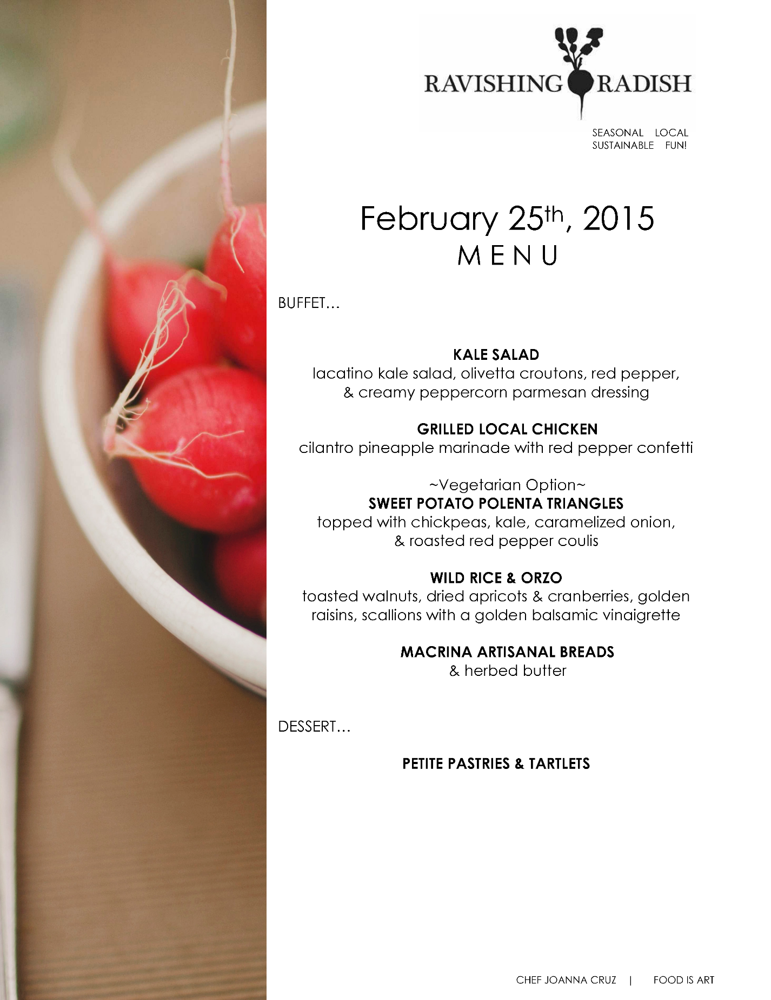 RAVISHING RADISH
SEASONAL LOCAL
SUSTAINABLE FUN!
February 25th, 2015
MENU
BUFFET…
KALE SALAD
lacatino kale salad, olivetta croutons, red pepper,
& creamy peppercorn parmesan dressing
GRILLED LOCAL CHICKEN
cilantro pineapple marinade with red pepper confetti
~Vegetarian Option~
SWEET POTATO POLENTA TRIANGLES
topped with chickpeas, kale, caramelized onion,
& roasted red pepper coulis
WILD RICE & ORZO
toasted walnuts, dried apricots & cranberries, golden
raisins, scallions with a golden balsamic vinaigrette
MACRINA ARTISANAL BREADS
& herbed butter
DESSERT…
PETITE PASTRIES & TARTLETS
CHEF JOANNA CRUZ | FOOD IS ART